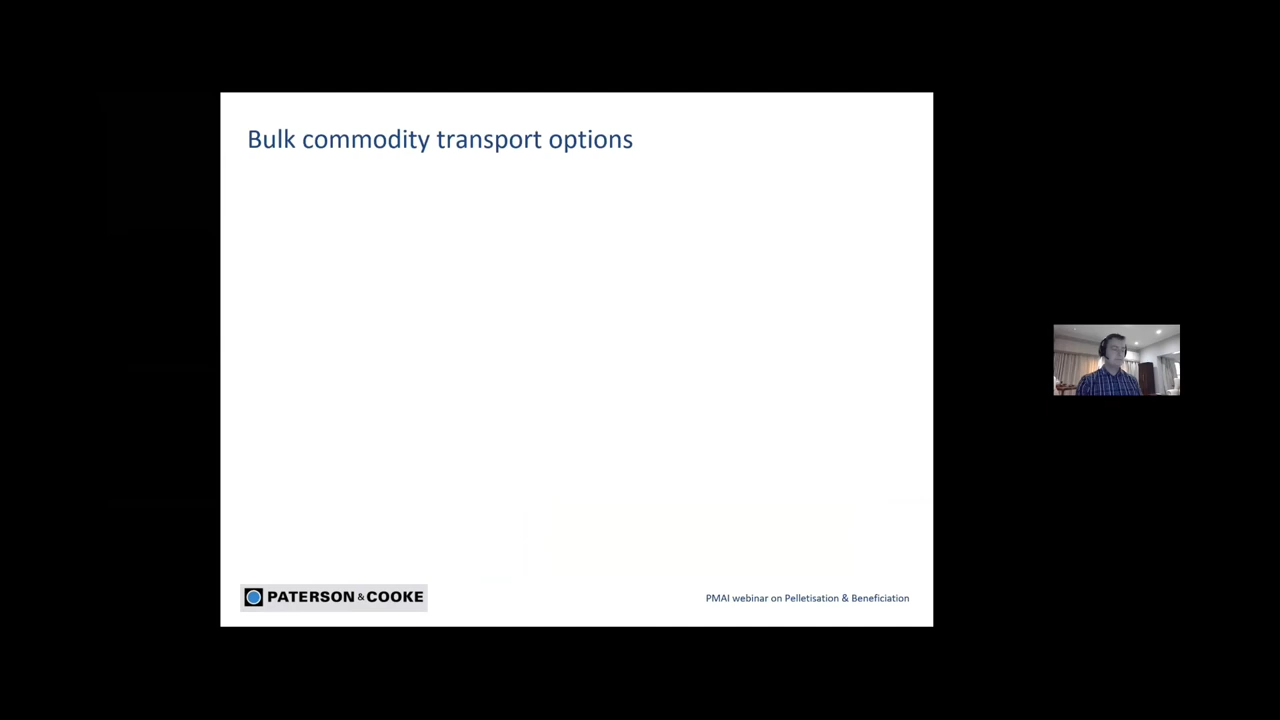 Bulk commodity transport options
PATERSON & COOKE
PMAI webinar on Pelletisation & Beneficiation